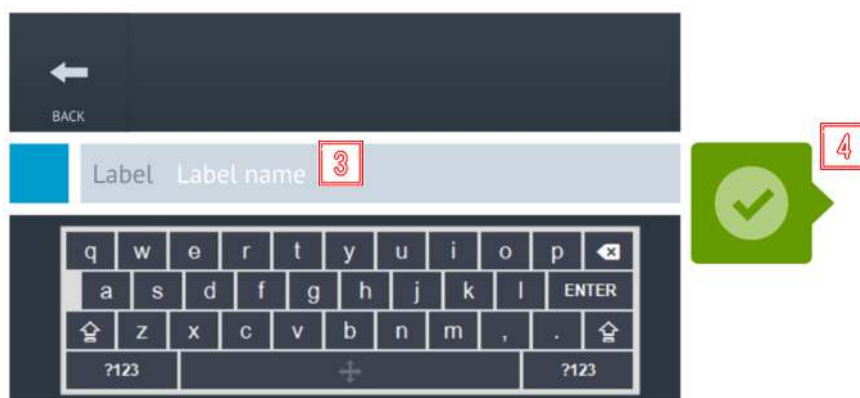 BACK
Label Label name 3
4
q w e r t y u i o p
a s d f g h j k l ENTER
z x c v b n m , .
?123 ?123